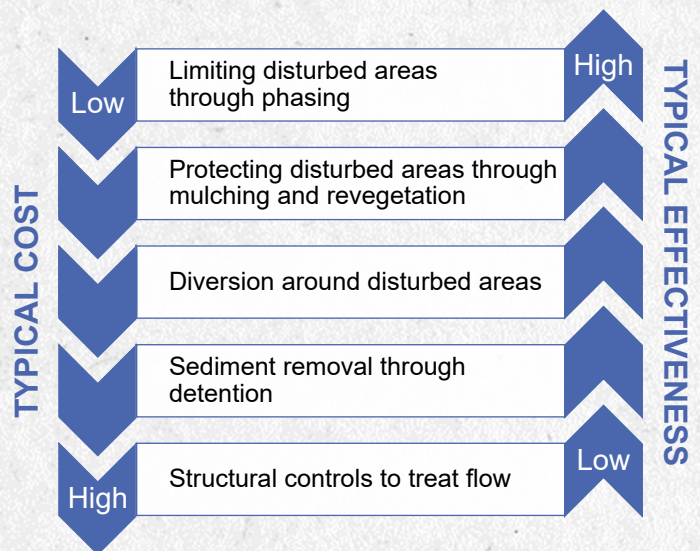 TYPICAL COST
Low
Limiting disturbed areas
through phasing
High
Protecting disturbed areas through
mulching and revegetation
Diversion around disturbed areas
Sediment removal through
detention
High
Structural controls to treat flow
Low
TYPICAL EFFECTIVENESS